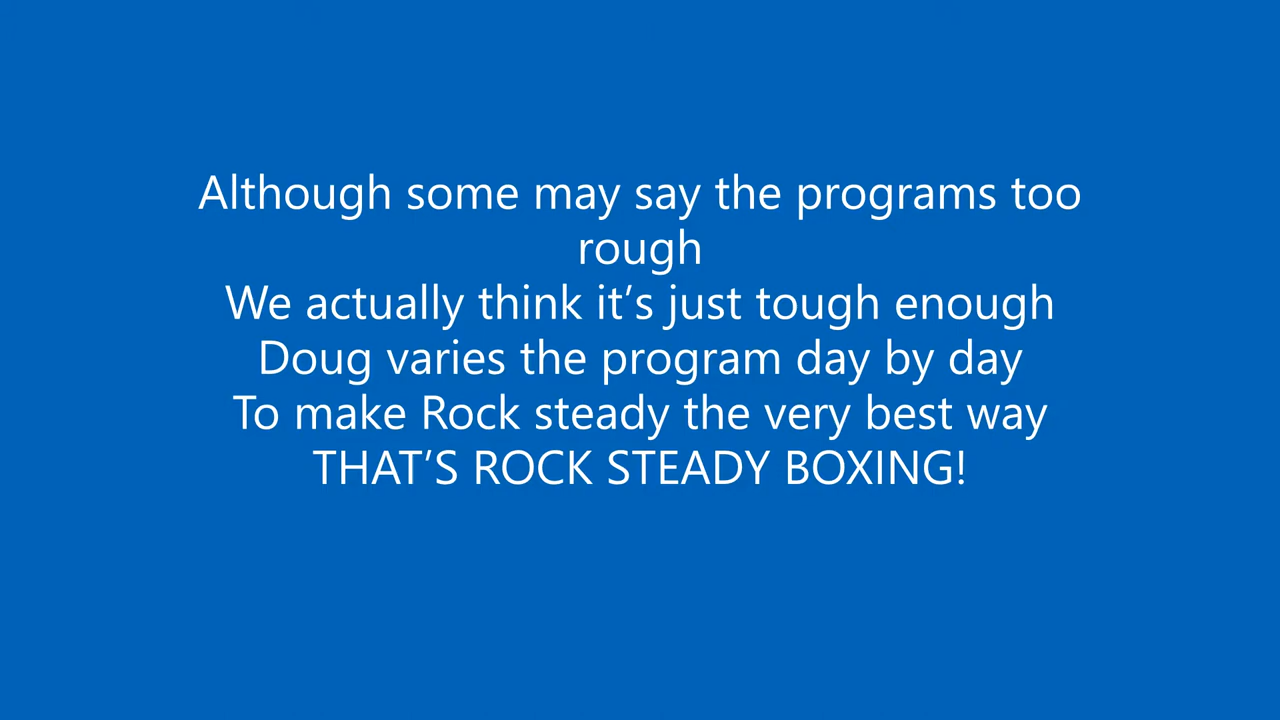 Although some may say the programs too
rough
We actually think it’s just tough enough
Doug varies the program day by day
To make Rock steady the very best way
THAT’S ROCK STEADY BOXING!